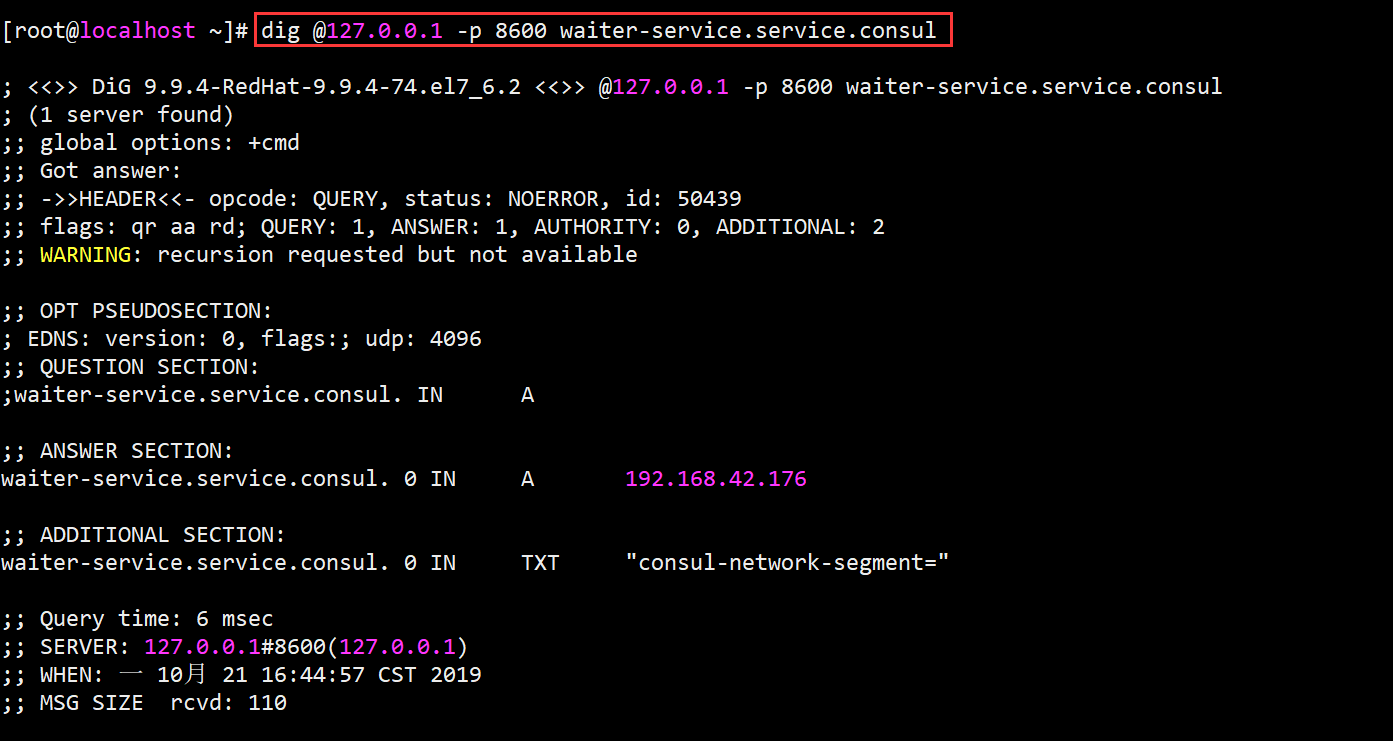 [root@localhost ~]# dig @127.0.0.1 -p 8600 waiter-service.service.consul
; <<>> DiG 9.9.4-RedHat-9.9.4-74.el7_6.2 <<>> @127.0.0.1 -p 8600 waiter-service.service.consul
; (1 server found)
;; global options: +cmd
;; Got answer:
;; ->>HEADER<<- opcode: QUERY, status: NOERROR, id: 50439
;; flags: qr aa rd; QUERY: 1, ANSWER: 1, AUTHORITY: 0, ADDITIONAL: 2
;; WARNING: recursion requested but not available
;; OPT PSEUDOSECTION:
; EDNS: version: 0, flags:; udp: 4096
;; QUESTION SECTION:
;waiter-service.service.consul. IN A
;; ANSWER SECTION:
waiter-service.service.consul. 0 IN A 192.168.42.176
;; ADDITIONAL SECTION:
waiter-service.service.consul. 0 IN TXT "consul-network-segment="
;; Query time: 6 msec
;; SERVER: 127.0.0.1#8600(127.0.0.1)
;; WHEN: 一 10月 21 16:44:57 CST 2019
;; MSG SIZE rcvd: 110